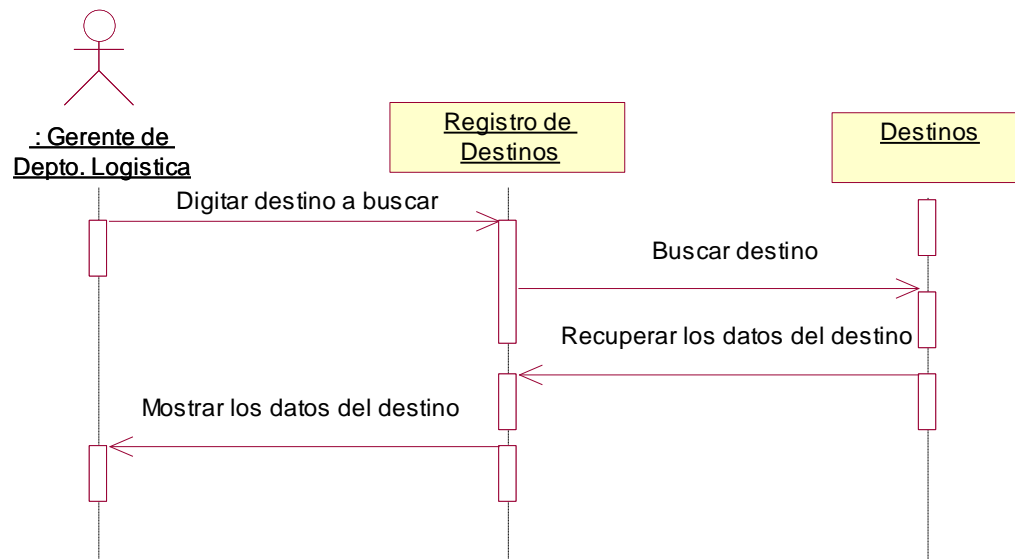 : Gerente de
Depto. Logistica
Registro de
Destinos
Destinos
Digitar destino a buscar
Buscar destino
Recuperar los datos del destino
Mostrar los datos del destino